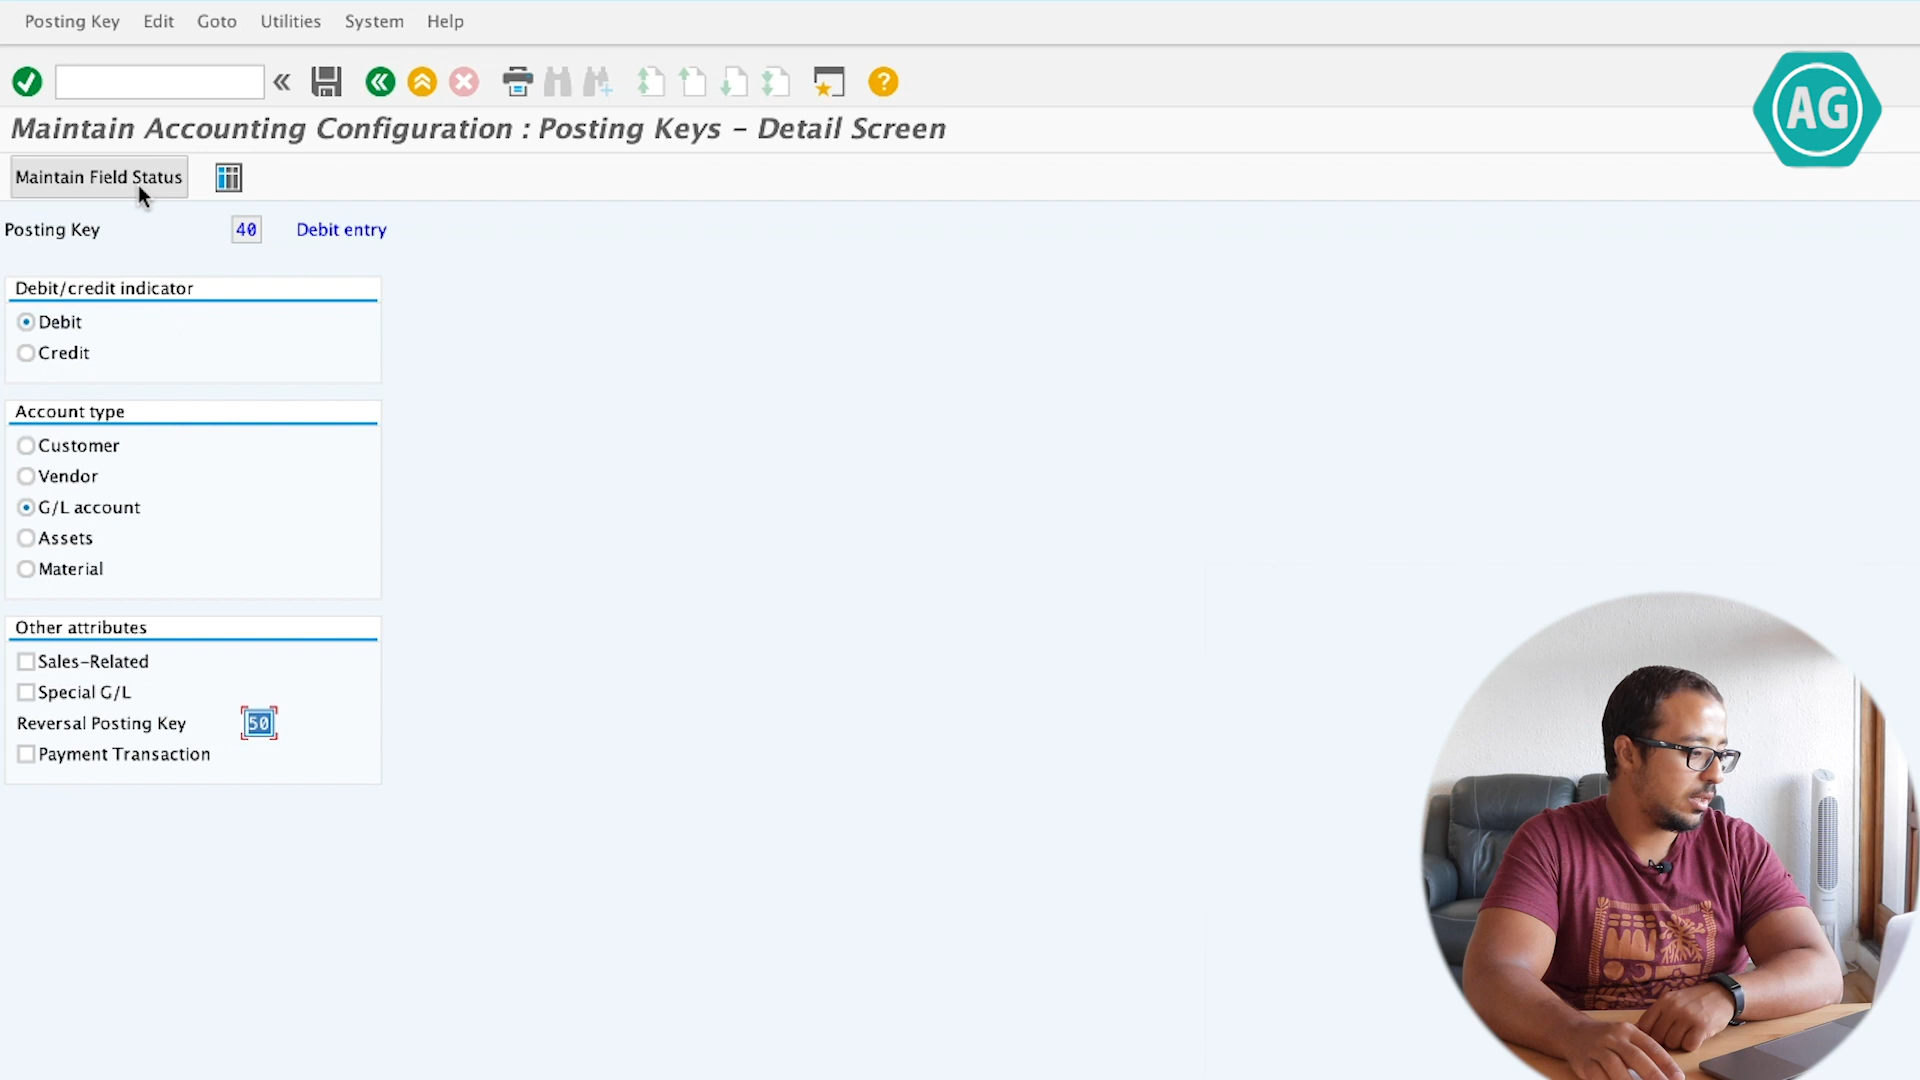 Posting Key Edit Goto Utilities System Help
Maintain Accounting Configuration : Posting Keys – Detail Screen
AG
Maintain Field Status
Posting Key 40 Debit entry
Debit/credit indicator
Debit
Credit
Account type
Customer
Vendor
G/L account
Assets
Material
Other attributes
Sales-Related
Special G/L
Reversal Posting Key 50
Payment Transaction